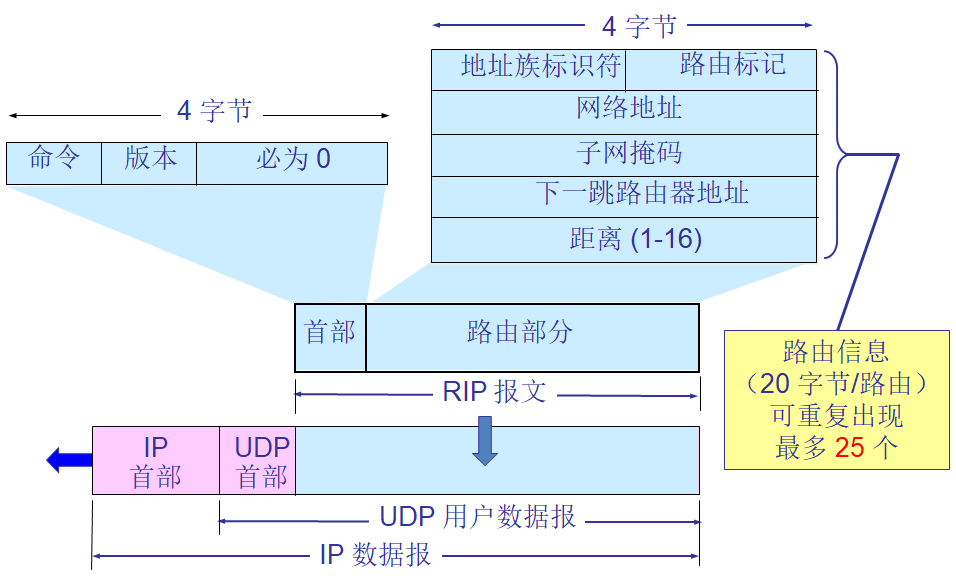 4 字节
地址族标识符 路由标记
网络地址
子网掩码
下一跳路由器地址
距离 (1-16)
4 字节
命令 版本 必为 0
首部 路由部分
RIP 报文
路由信息
（20 字节/路由）
可重复出现
最多 25 个
IP
首部
UDP
首部
UDP 用户数据报
IP 数据报